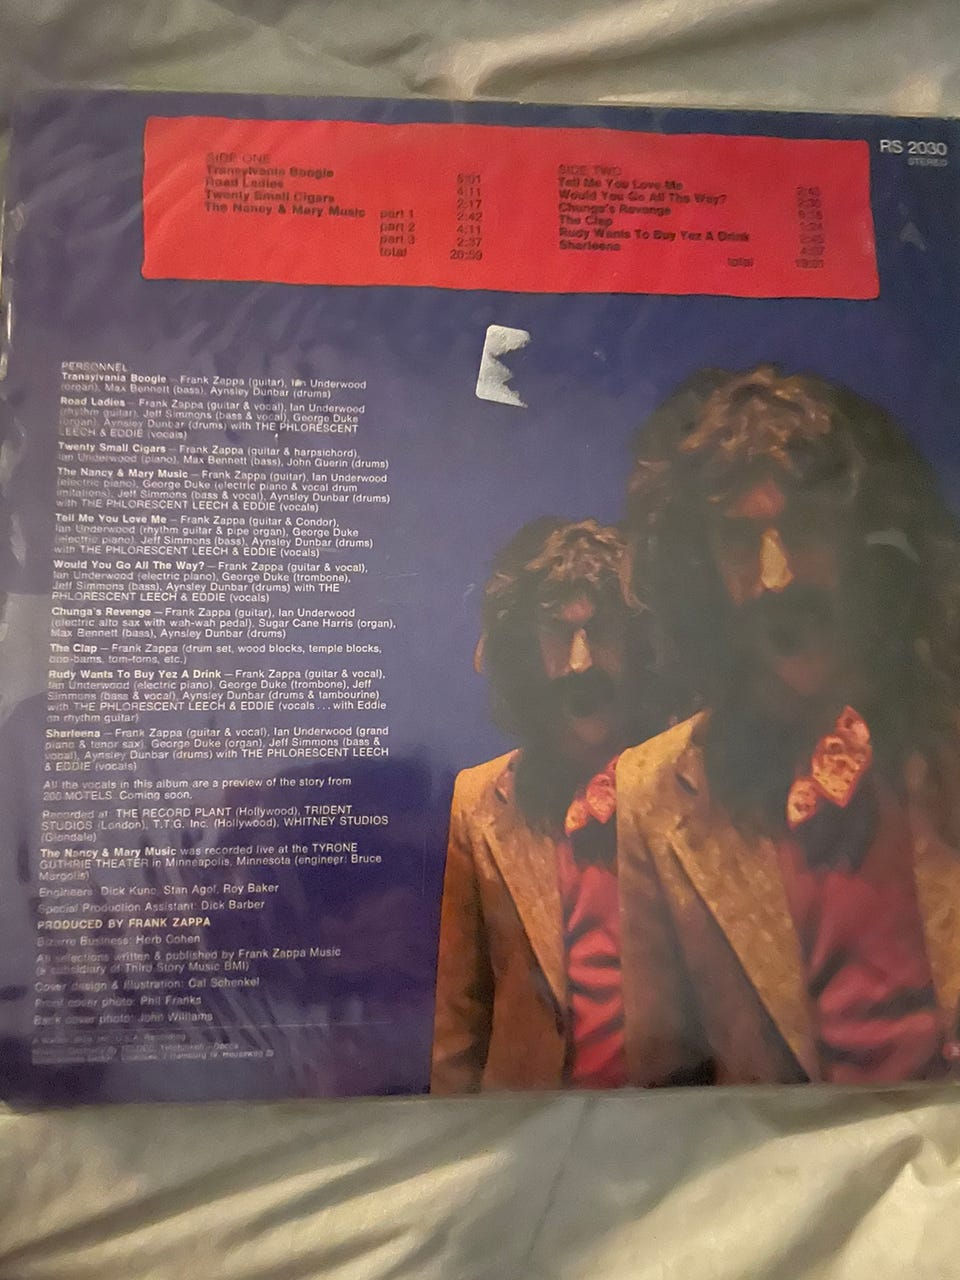 RS 2030
STEREO
SIDE ONE
Transylvania Boogie 5:01
Road Ladies 4:11
Twenty Small Cigars 2:17
The Nancy & Mary Music part 1 2:42
part 2 4:11
part 3 2:37
total 20:59
SIDE TWO
Tell Me You Love Me
Would You Go All The Way?
Chunga's Revenge
The Clap
Rudy Wants To Buy Yez A Drink
Sharleena
total
PERSONNEL
Transylvania Boogie — Frank Zappa (guitar), Ian Underwood
(organ), Max Bennett (bass), Aynsley Dunbar (drums)
Road Ladies — Frank Zappa (guitar & vocal), Ian Underwood
(rhythm guitar), Jeff Simmons (bass & vocal), George Duke
(organ), Aynsley Dunbar (drums) with THE PHLORESCENT
LEECH & EDDIE (vocals)
Twenty Small Cigars — Frank Zappa (guitar & harpsichord),
Ian Underwood (piano), Max Bennett (bass), John Guerin (drums)
The Nancy & Mary Music — Frank Zappa (guitar), Ian Underwood
(electric piano), George Duke (electric piano & vocal drum
imitations), Jeff Simmons (bass & vocal), Aynsley Dunbar (drums)
with THE PHLORESCENT LEECH & EDDIE (vocals)
Tell Me You Love Me — Frank Zappa (guitar & Condor),
Ian Underwood (rhythm guitar & pipe organ), George Duke
(electric piano), Jeff Simmons (bass), Aynsley Dunbar (drums)
with THE PHLORESCENT LEECH & EDDIE (vocals)
Would You Go All The Way? — Frank Zappa (guitar & vocal),
Ian Underwood (electric piano), George Duke (trombone),
Jeff Simmons (bass), Aynsley Dunbar (drums) with THE
PHLORESCENT LEECH & EDDIE (vocals)
Chunga's Revenge — Frank Zappa (guitar), Ian Underwood
(electric alto sax with wah-wah pedal), Sugar Cane Harris (organ),
Max Bennett (bass), Aynsley Dunbar (drums)
The Clap — Frank Zappa (drum set, wood blocks, temple blocks,
boo-bams, tom-toms, etc.)
Rudy Wants To Buy Yez A Drink — Frank Zappa (guitar & vocal),
Ian Underwood (electric piano), George Duke (trombone), Jeff
Simmons (bass & vocal), Aynsley Dunbar (drums & tambourine)
with THE PHLORESCENT LEECH & EDDIE (vocals . . . with Eddie
on rhythm guitar)
Sharleena — Frank Zappa (guitar & vocal), Ian Underwood (grand
piano & tenor sax), George Duke (organ), Jeff Simmons (bass &
vocal), Aynsley Dunbar (drums) with THE PHLORESCENT LEECH
& EDDIE (vocals)
All the vocals in this album are a preview of the story from
200 MOTELS. Coming soon.
Recorded at THE RECORD PLANT (Hollywood), TRIDENT
STUDIOS (London), T.T.G. Inc. (Hollywood), WHITNEY STUDIOS
(Glendale)
The Nancy & Mary Music was recorded live at the TYRONE
GUTHRIE THEATER in Minneapolis, Minnesota (engineer: Bruce
Margolis)
Engineers: Dick Kunc, Stan Agol, Roy Baker
Special Production Assistant: Dick Barber
PRODUCED BY FRANK ZAPPA
Bizarre Business: Herb Cohen
All selections written & published by Frank Zappa Music
(a subsidiary of Third Story Music BMI)
Cover design & illustration: Cal Schenkel
Front cover photo: Phil Franks
Back cover photo: John Williams